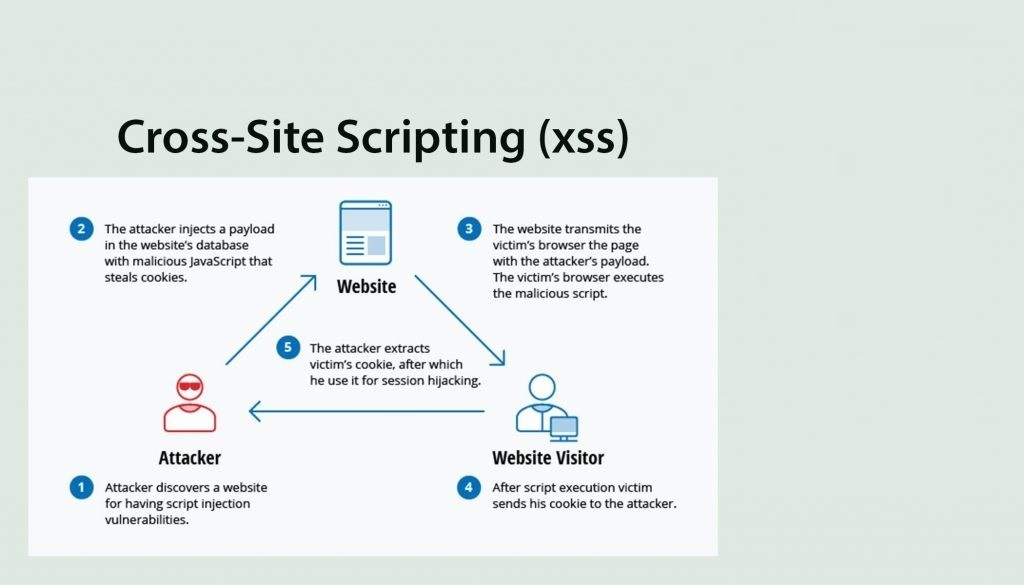 Cross-Site Scripting (xss)
2
The attacker injects a payload
in the website's database
with malicious JavaScript that
steals cookies.
Website
3
The website transmits the
victim's browser the page
with the attacker's payload.
The victim's browser executes
the malicious script.
5
The attacker extracts
victim's cookie, after which
he use it for session hijacking.
Attacker
1
Attacker discovers a website
for having script injection
vulnerabilities.
Website Visitor
4
After script execution victim
sends his cookie to the attacker.